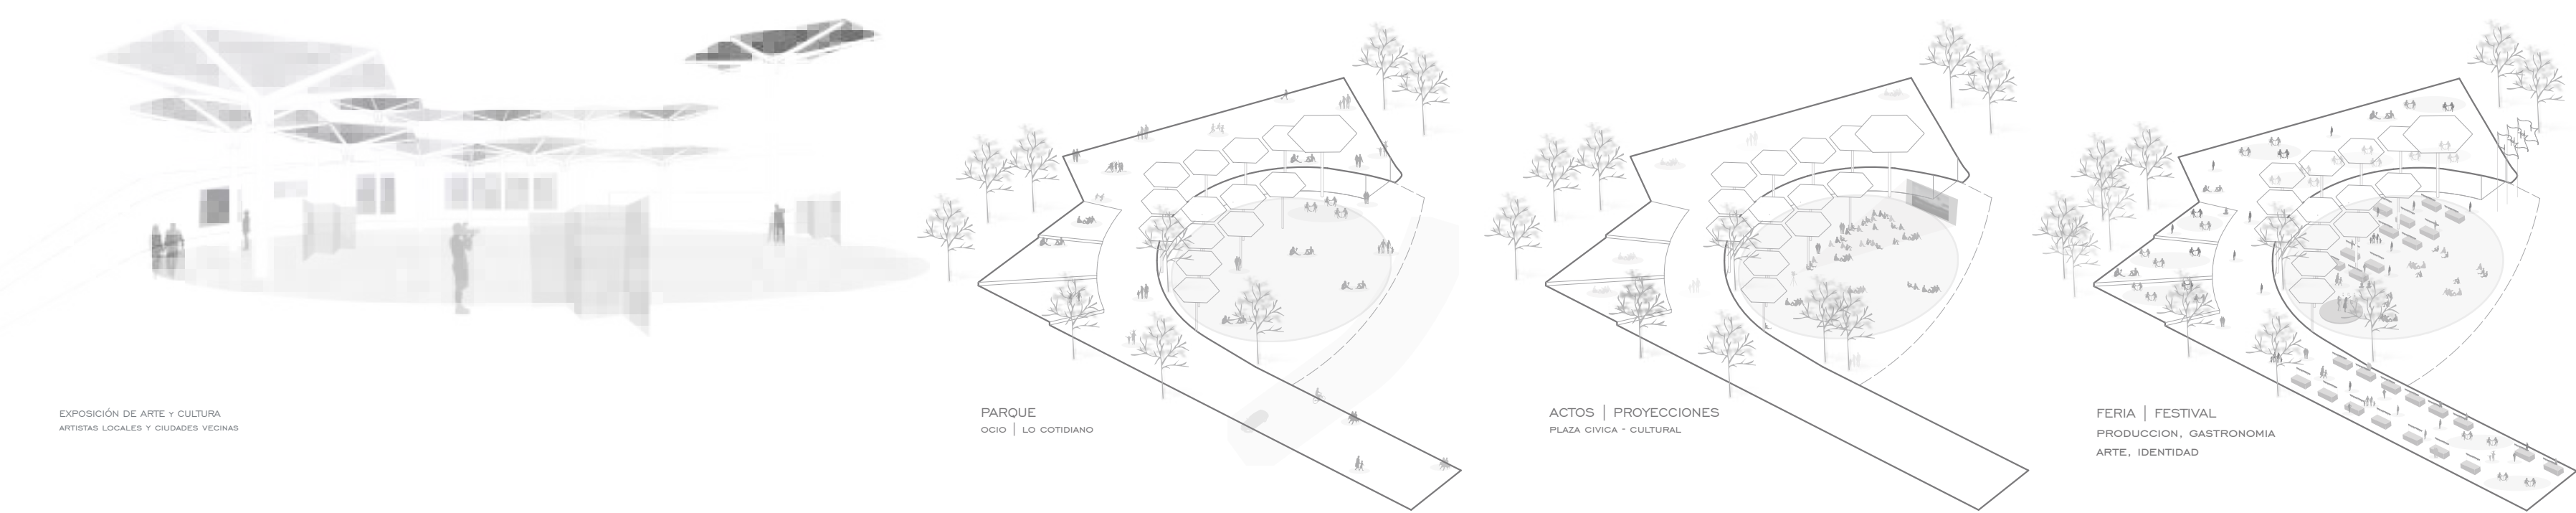 EXPOSICIÓN DE ARTE Y CULTURA
ARTISTAS LOCALES Y CIUDADES VECINAS
PARQUE
OCIO | LO COTIDIANO
ACTOS | PROYECCIONES
PLAZA CIVICA - CULTURAL
FERIA | FESTIVAL
PRODUCCION, GASTRONOMIA
ARTE, IDENTIDAD